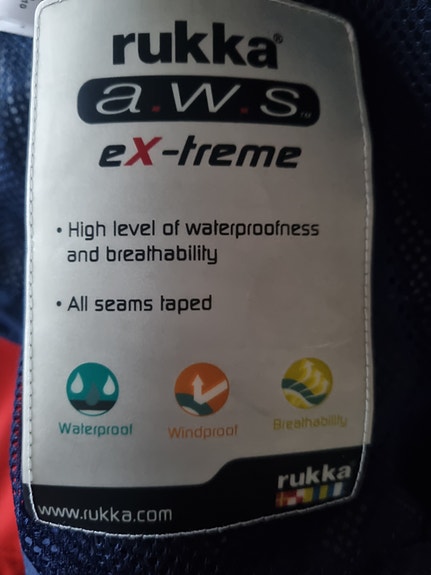 rukka®
a.w.s.™
eX-treme
• High level of waterproofness
and breathability
• All seams taped
Waterproof
Windproof
Breathability
rukka
www.rukka.com